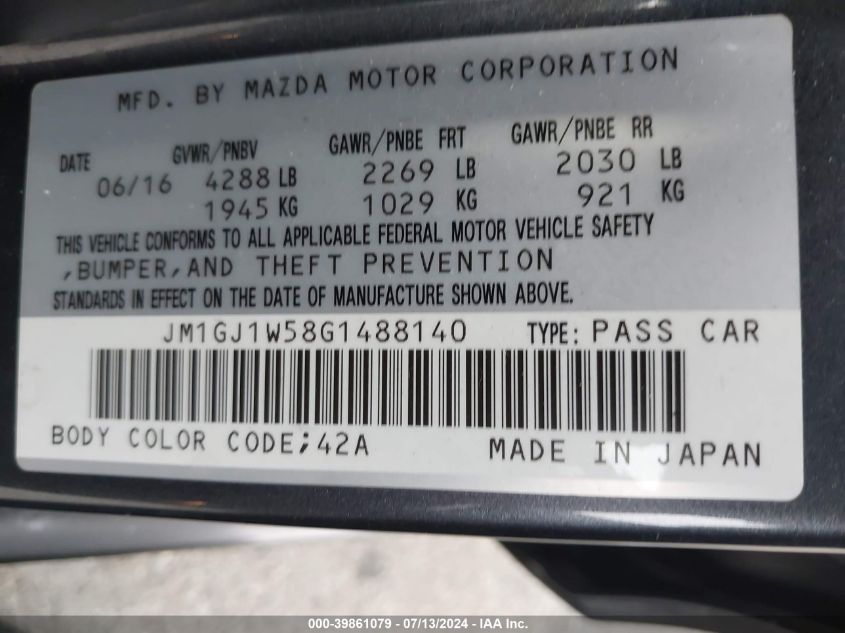 MFD. BY MAZDA MOTOR CORPORATION
DATE GVWR/PNBV GAWR/PNBE FRT GAWR/PNBE RR
06/16 4288 LB 2269 LB 2030 LB
1945 KG 1029 KG 921 KG
THIS VEHICLE CONFORMS TO ALL APPLICABLE FEDERAL MOTOR VEHICLE SAFETY
,BUMPER,AND THEFT PREVENTION
STANDARDS IN EFFECT ON THE DATE OF MANUFACTURE SHOWN ABOVE.
JM1GJ1W58G1488140 TYPE: PASS CAR
BODY COLOR CODE;42A MADE IN JAPAN
000-39861079 - 07/13/2024 - IAA Inc.